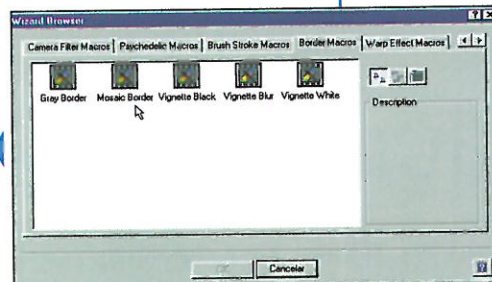 Wizard Browser
Camera Filter Macros Psychedelic Macros Brush Stroke Macros Border Macros Warp Effect Macros
Gray Border Mosaic Border Vignette Black Vignette Blur Vignette White
Description
OK Cancelar